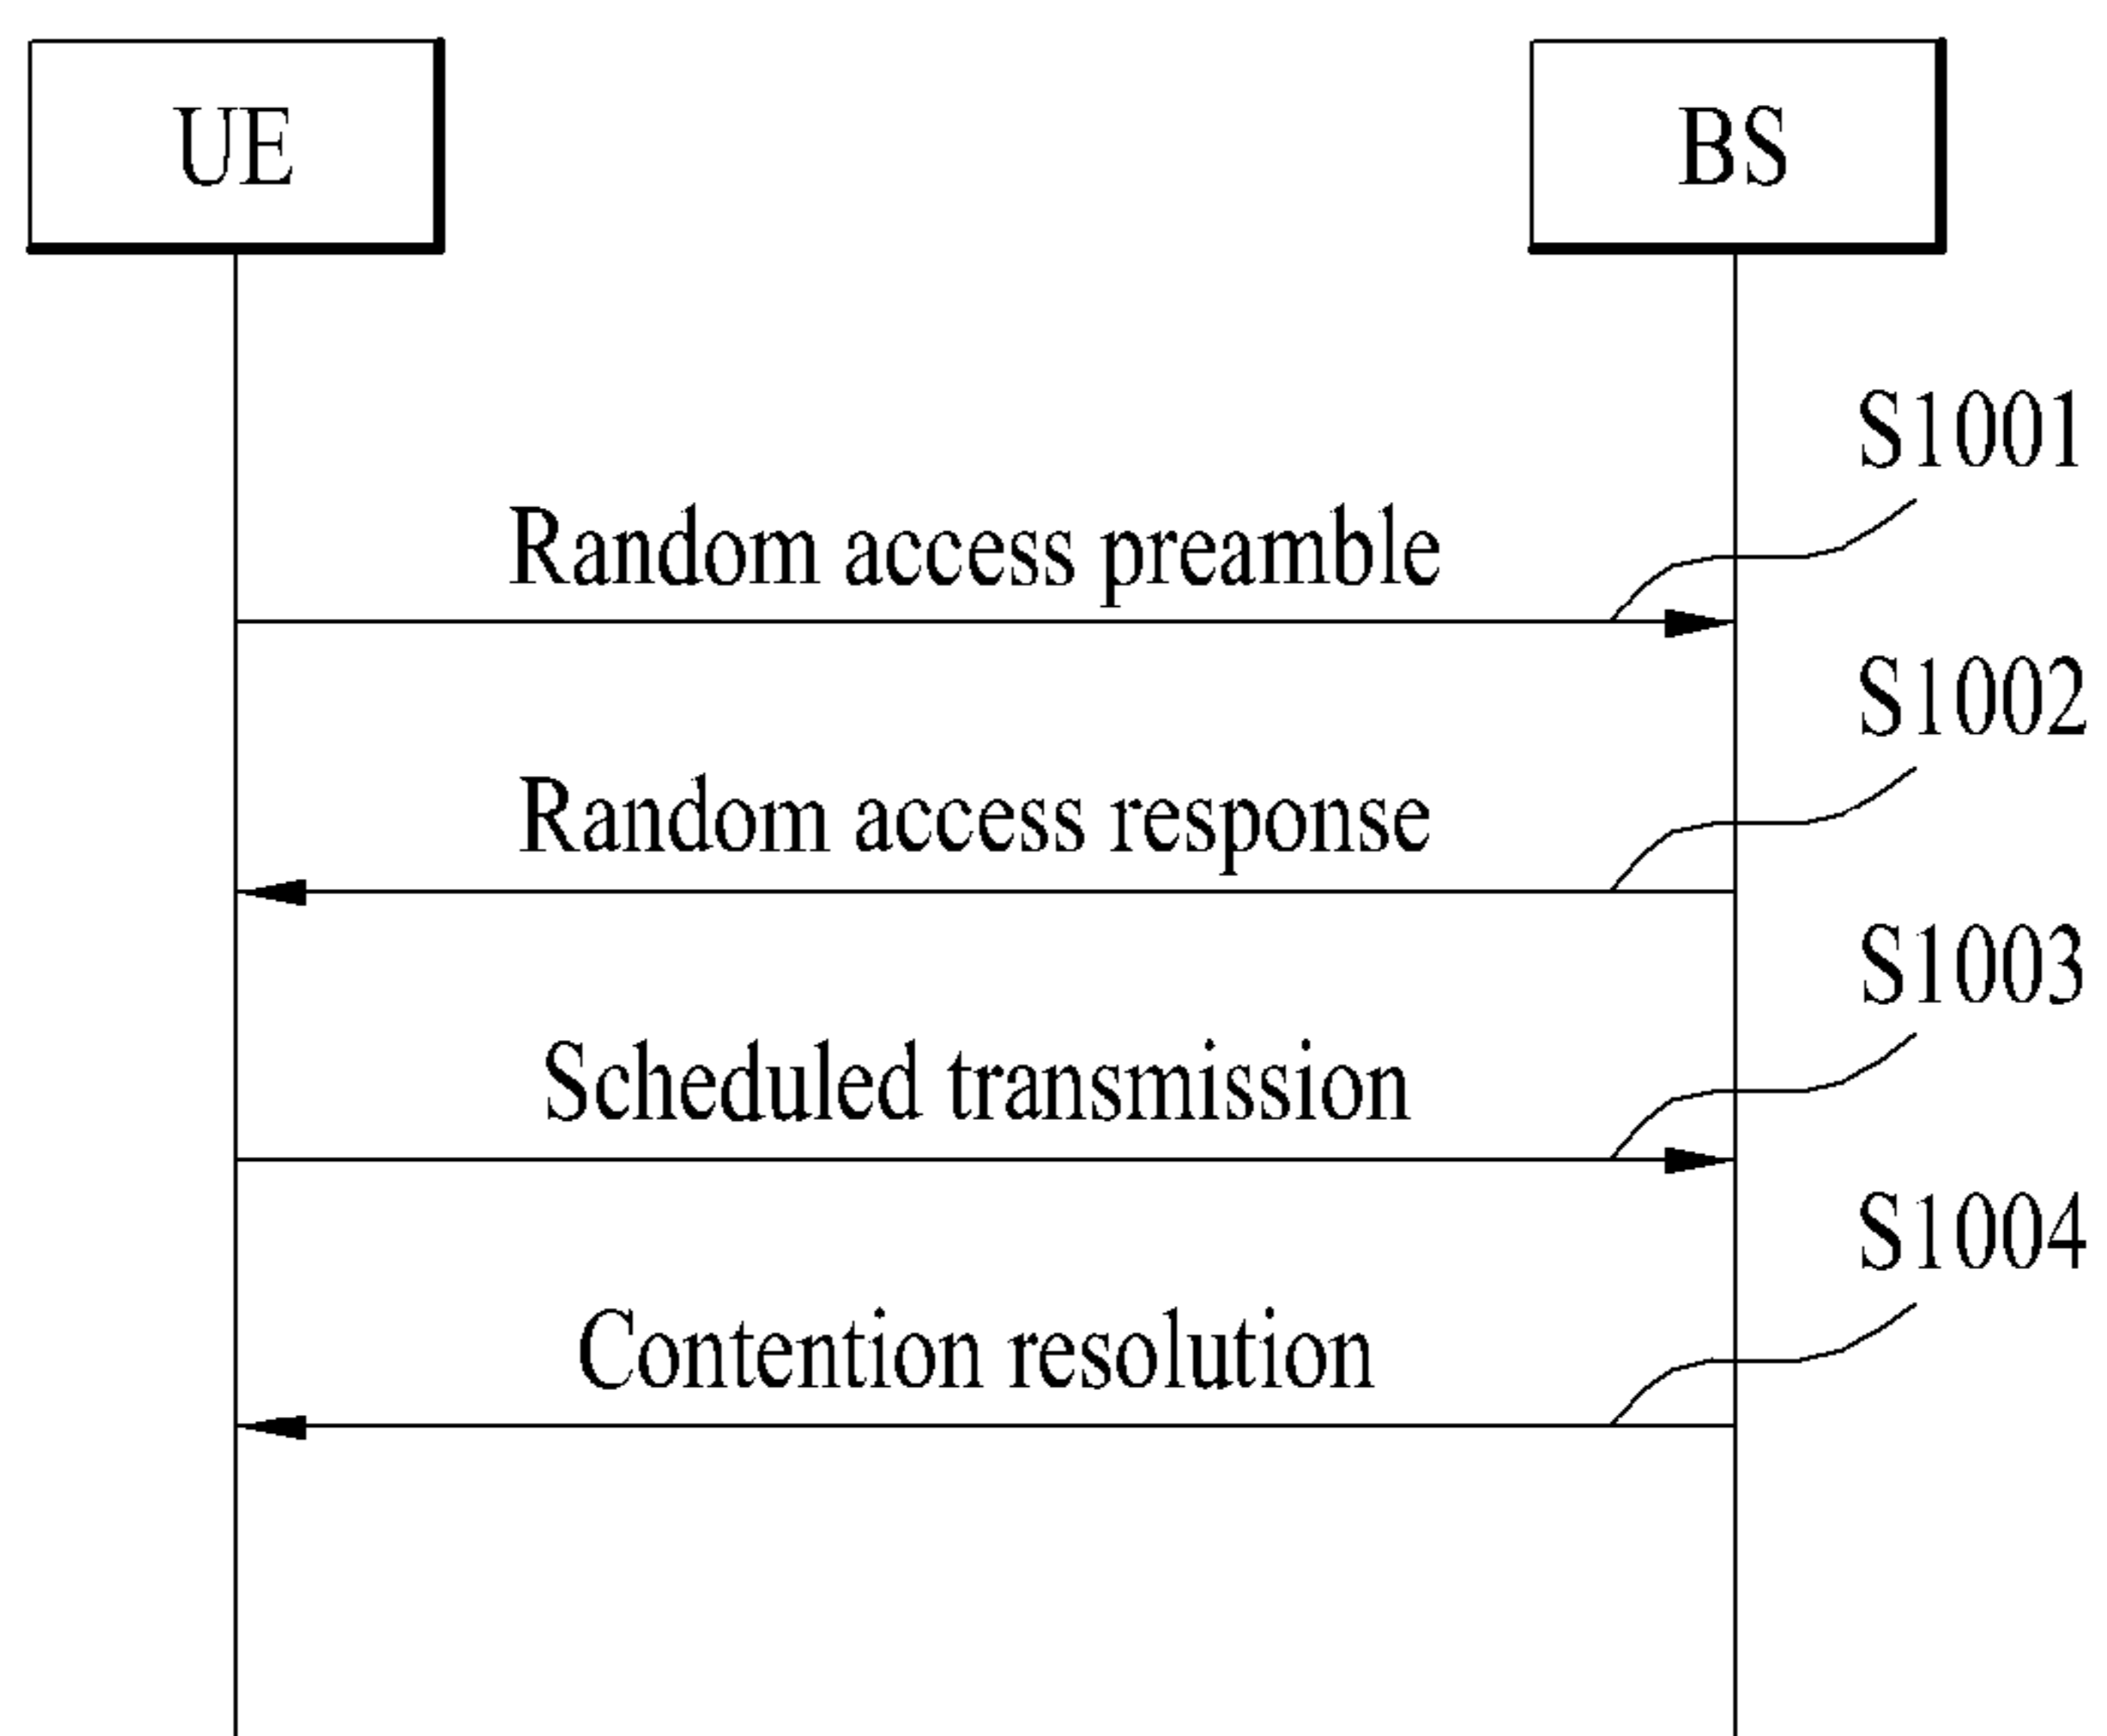 UE
BS
S1001
Random access preamble
S1002
Random access response
S1003
Scheduled transmission
S1004
Contention resolution